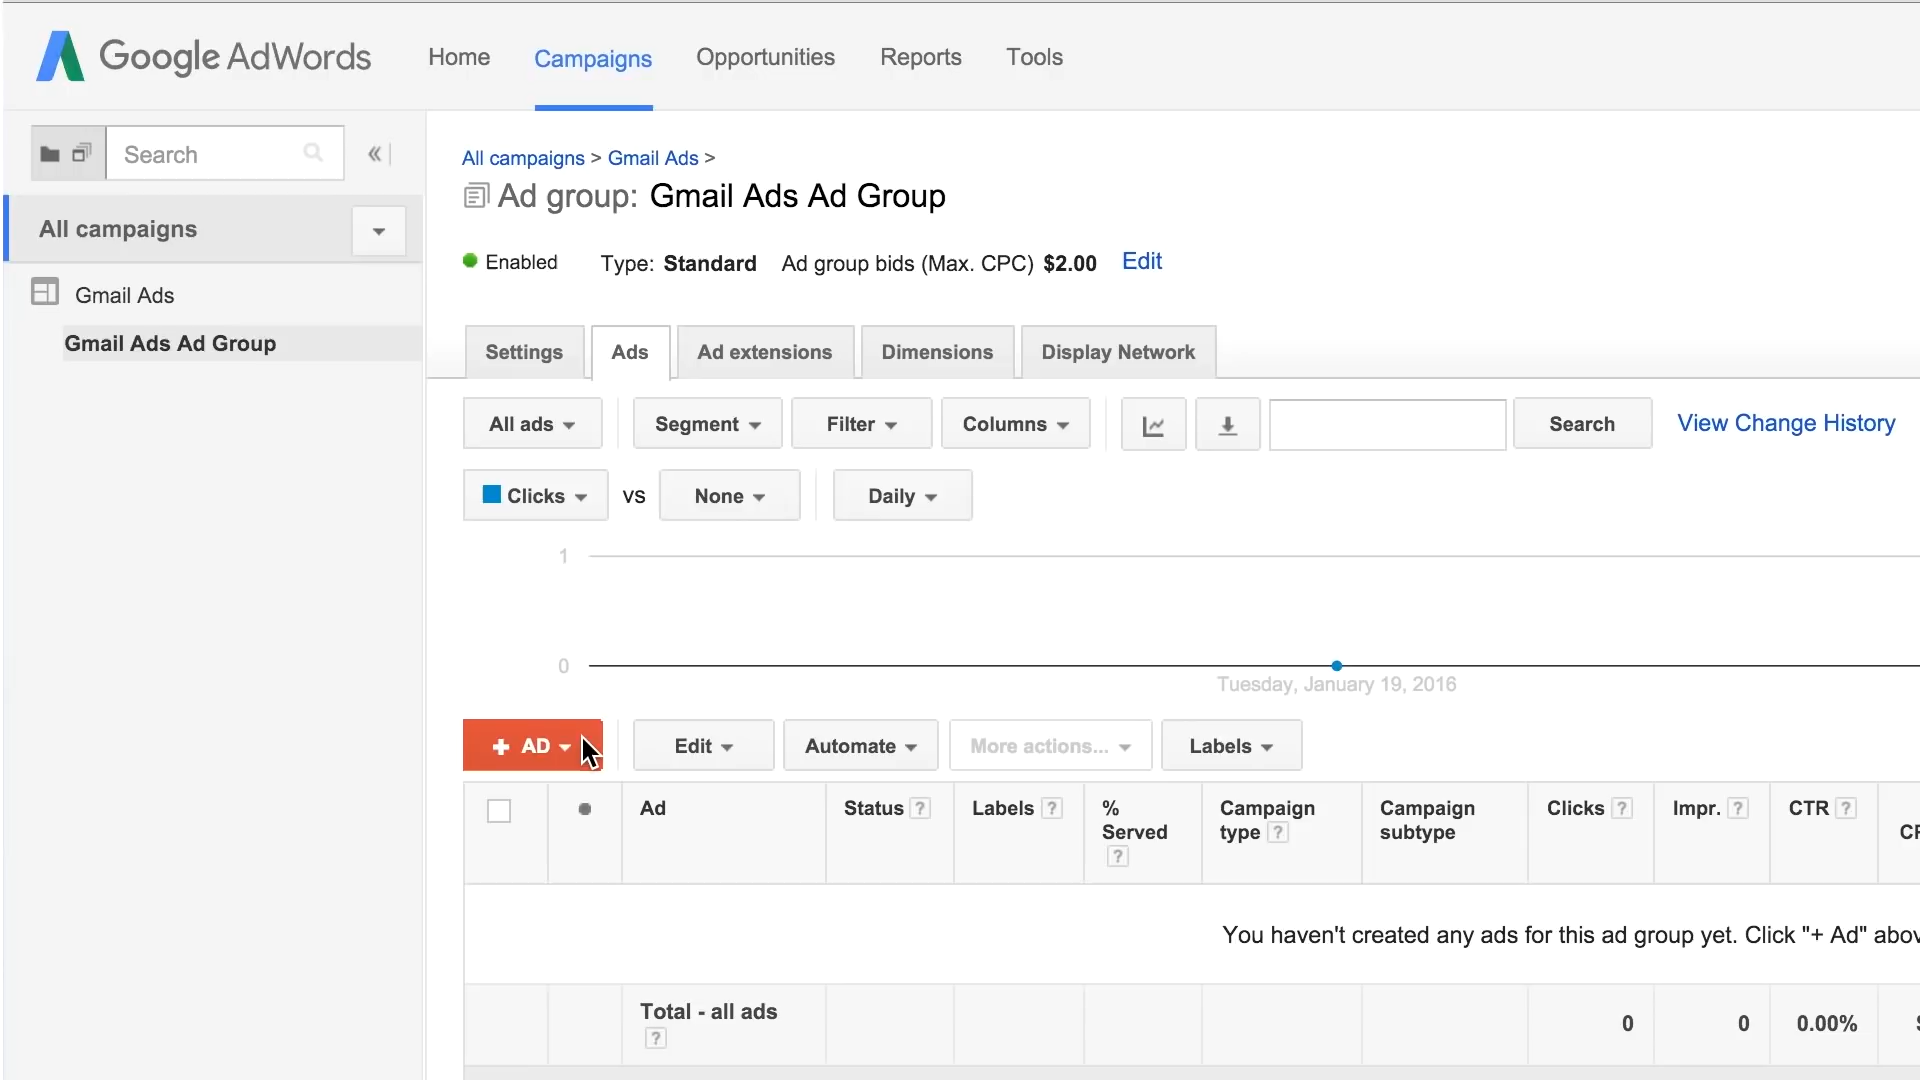 Google AdWords Home Campaigns Opportunities Reports Tools
Search
All campaigns
Gmail Ads
Gmail Ads Ad Group
All campaigns > Gmail Ads >
Ad group: Gmail Ads Ad Group
Enabled Type: Standard Ad group bids (Max. CPC) $2.00 Edit
Settings Ads Ad extensions Dimensions Display Network
All ads Segment Filter Columns Search View Change History
Clicks vs None Daily
1
0
Tuesday, January 19, 2016
+ AD Edit Automate More actions... Labels
Ad Status ? Labels ? % Served ? Campaign type ? Campaign subtype Clicks ? Impr. ? CTR ?
You haven't created any ads for this ad group yet. Click "+ Ad"
Total - all ads ? 0 0 0.00%